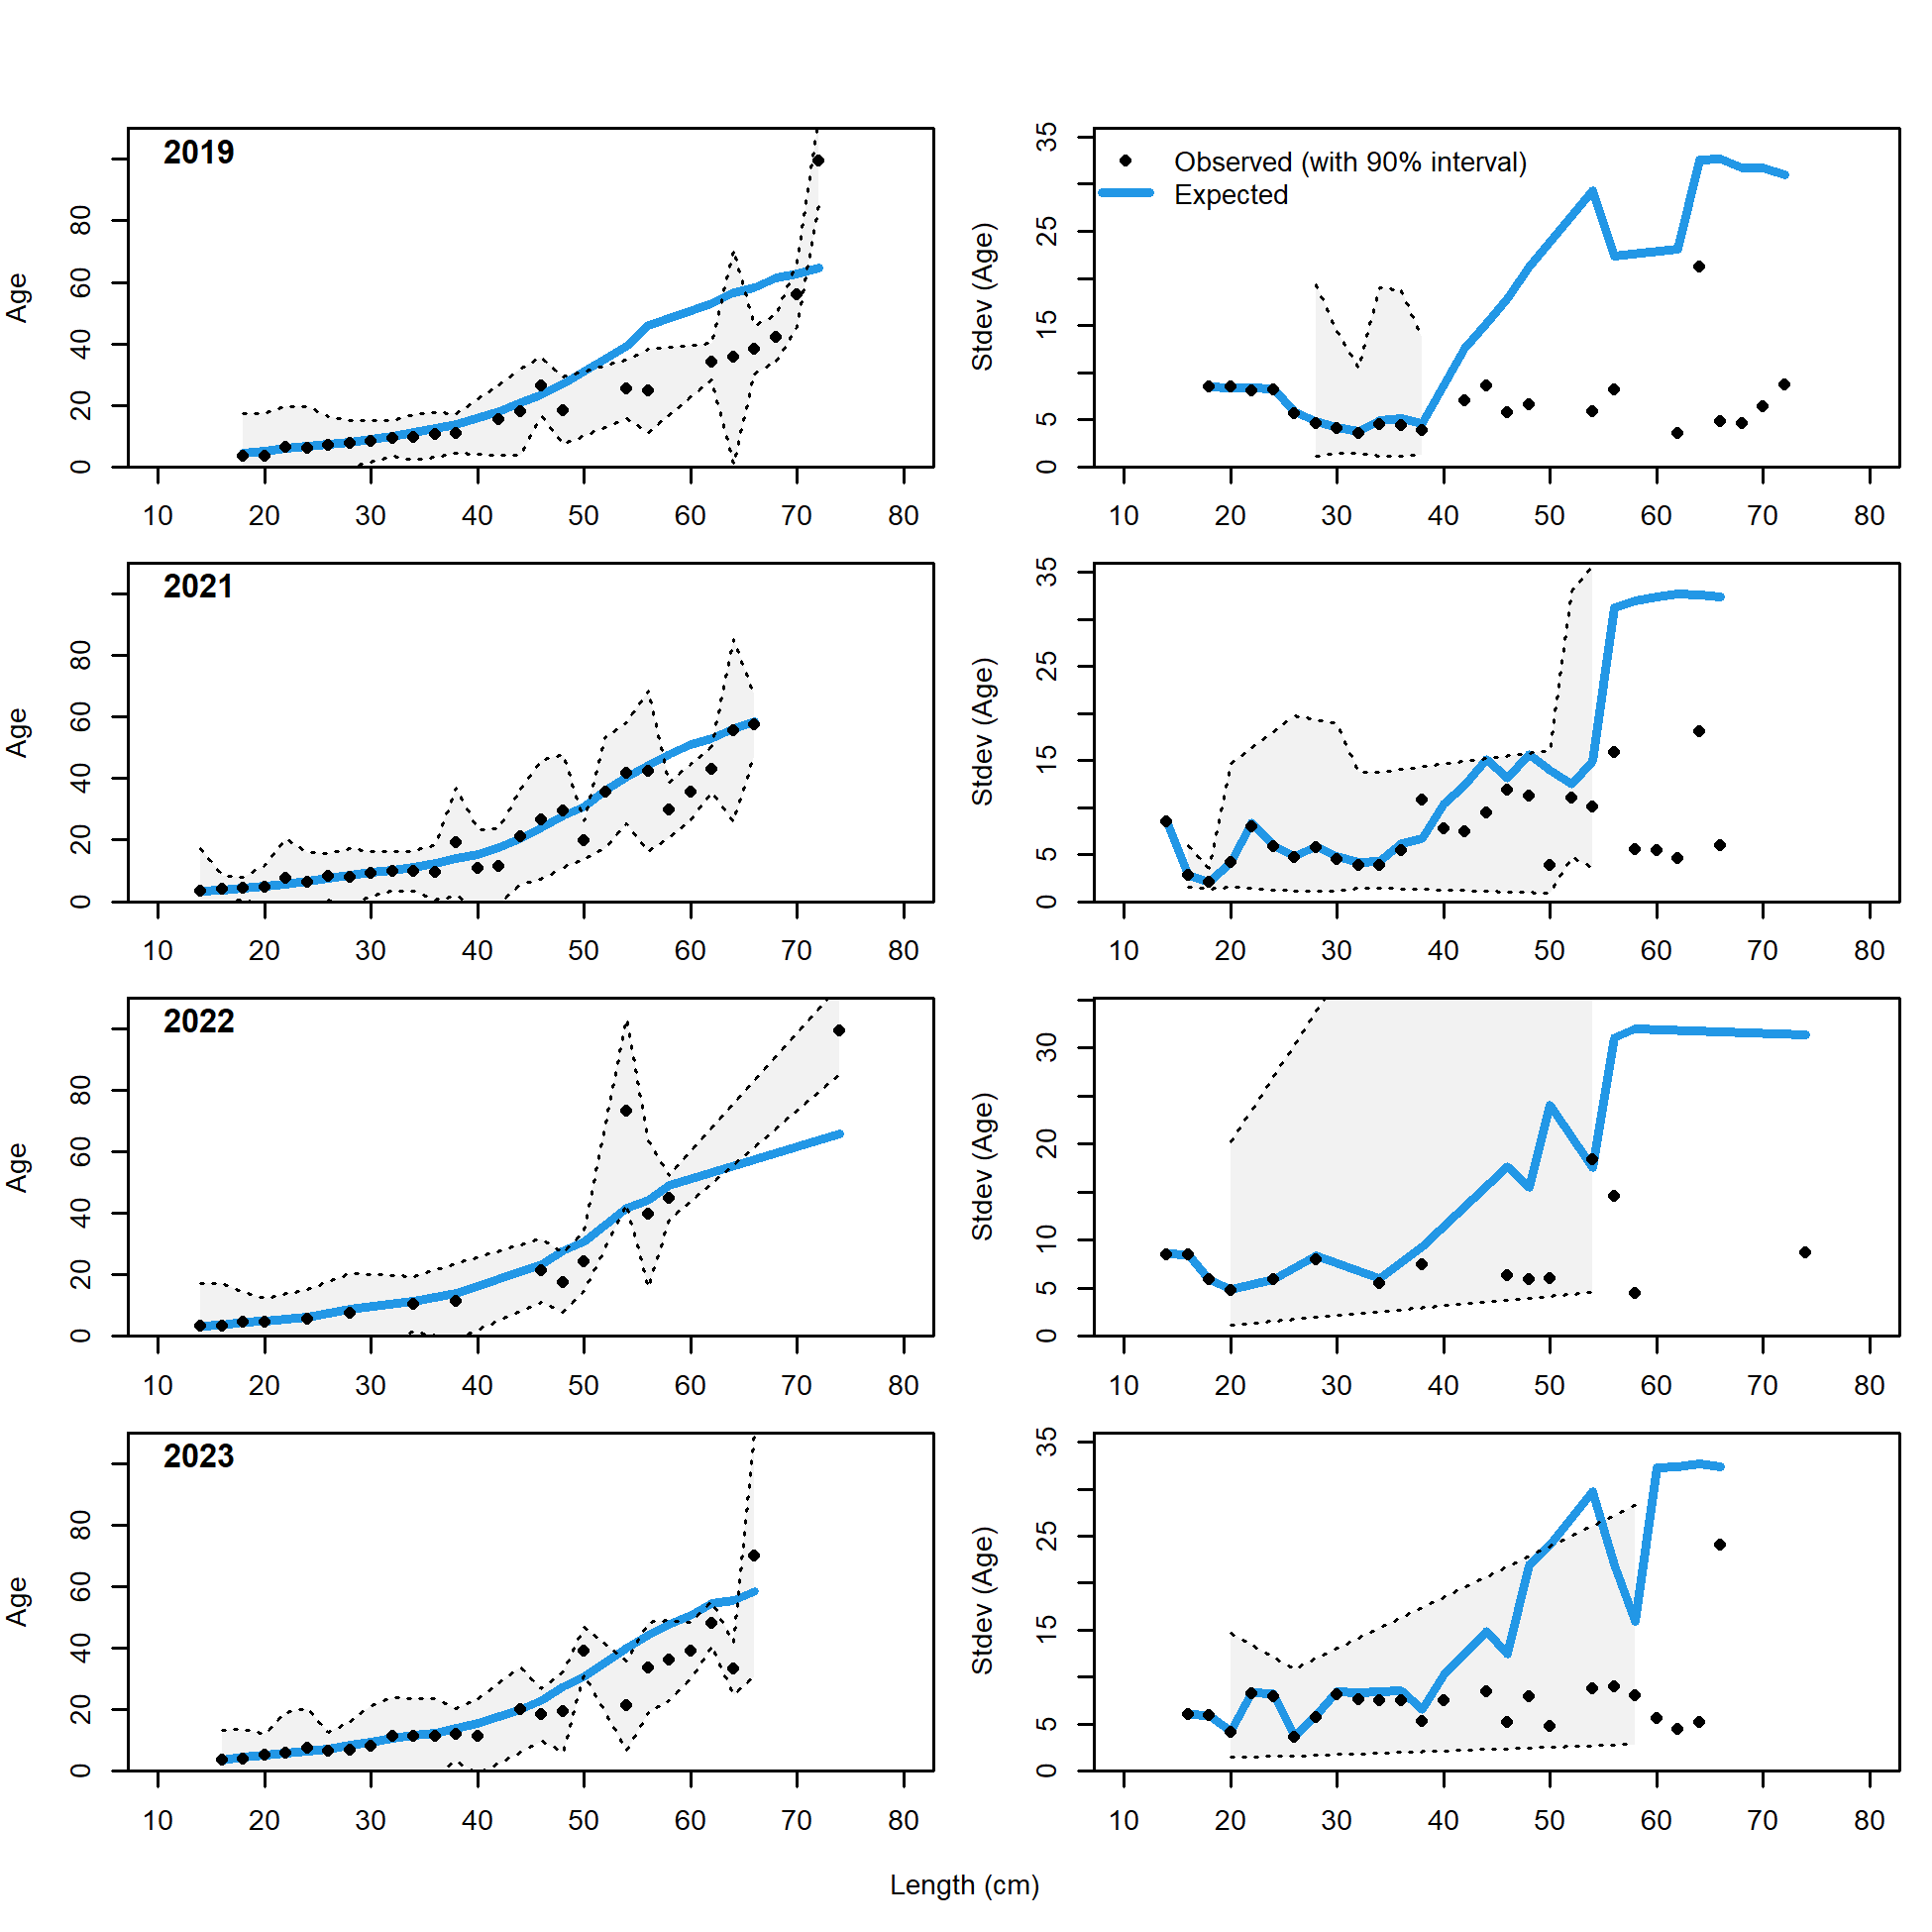 2019
Age
0 20 40 60 80
10 20 30 40 50 60 70 80
Observed (with 90% interval)
Expected
Stdev (Age)
0 5 15 25 35
10 20 30 40 50 60 70 80
2021
Age
0 20 40 60 80
10 20 30 40 50 60 70 80
Stdev (Age)
0 5 15 25 35
10 20 30 40 50 60 70 80
2022
Age
0 20 40 60 80
10 20 30 40 50 60 70 80
Stdev (Age)
0 5 10 20 30
10 20 30 40 50 60 70 80
2023
Age
0 20 40 60 80
10 20 30 40 50 60 70 80
Stdev (Age)
0 5 15 25 35
10 20 30 40 50 60 70 80
Length (cm)